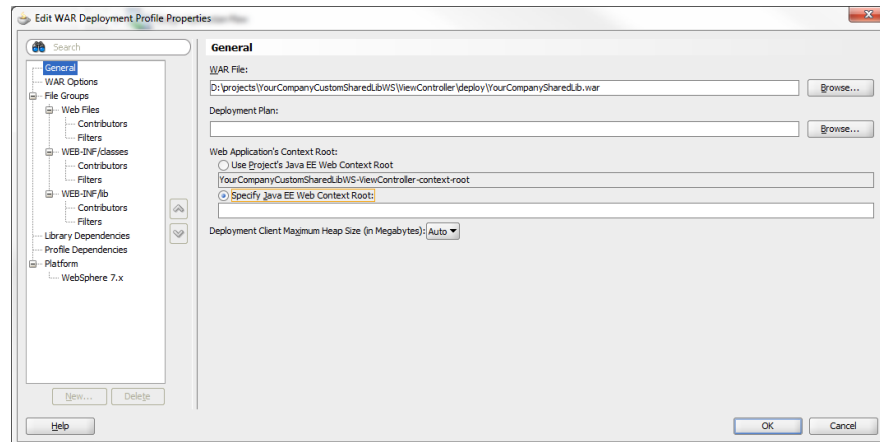 Edit WAR Deployment Profile Properties
Search
General
WAR Options
File Groups
Web Files
Contributors
Filters
WEB-INF/classes
Contributors
Filters
WEB-INF/lib
Contributors
Filters
Library Dependencies
Profile Dependencies
Platform
WebSphere 7.x
New... Delete
General
WAR File:
D:\projects\YourCompanyCustomSharedLibWS\ViewController\deploy\YourCompanySharedLib.war Browse...
Deployment Plan:
Browse...
Web Application's Context Root:
Use Project's Java EE Web Context Root
YourCompanyCustomSharedLibWS-ViewController-context-root
Specify Java EE Web Context Root:
Deployment Client Maximum Heap Size (in Megabytes): Auto
Help OK Cancel